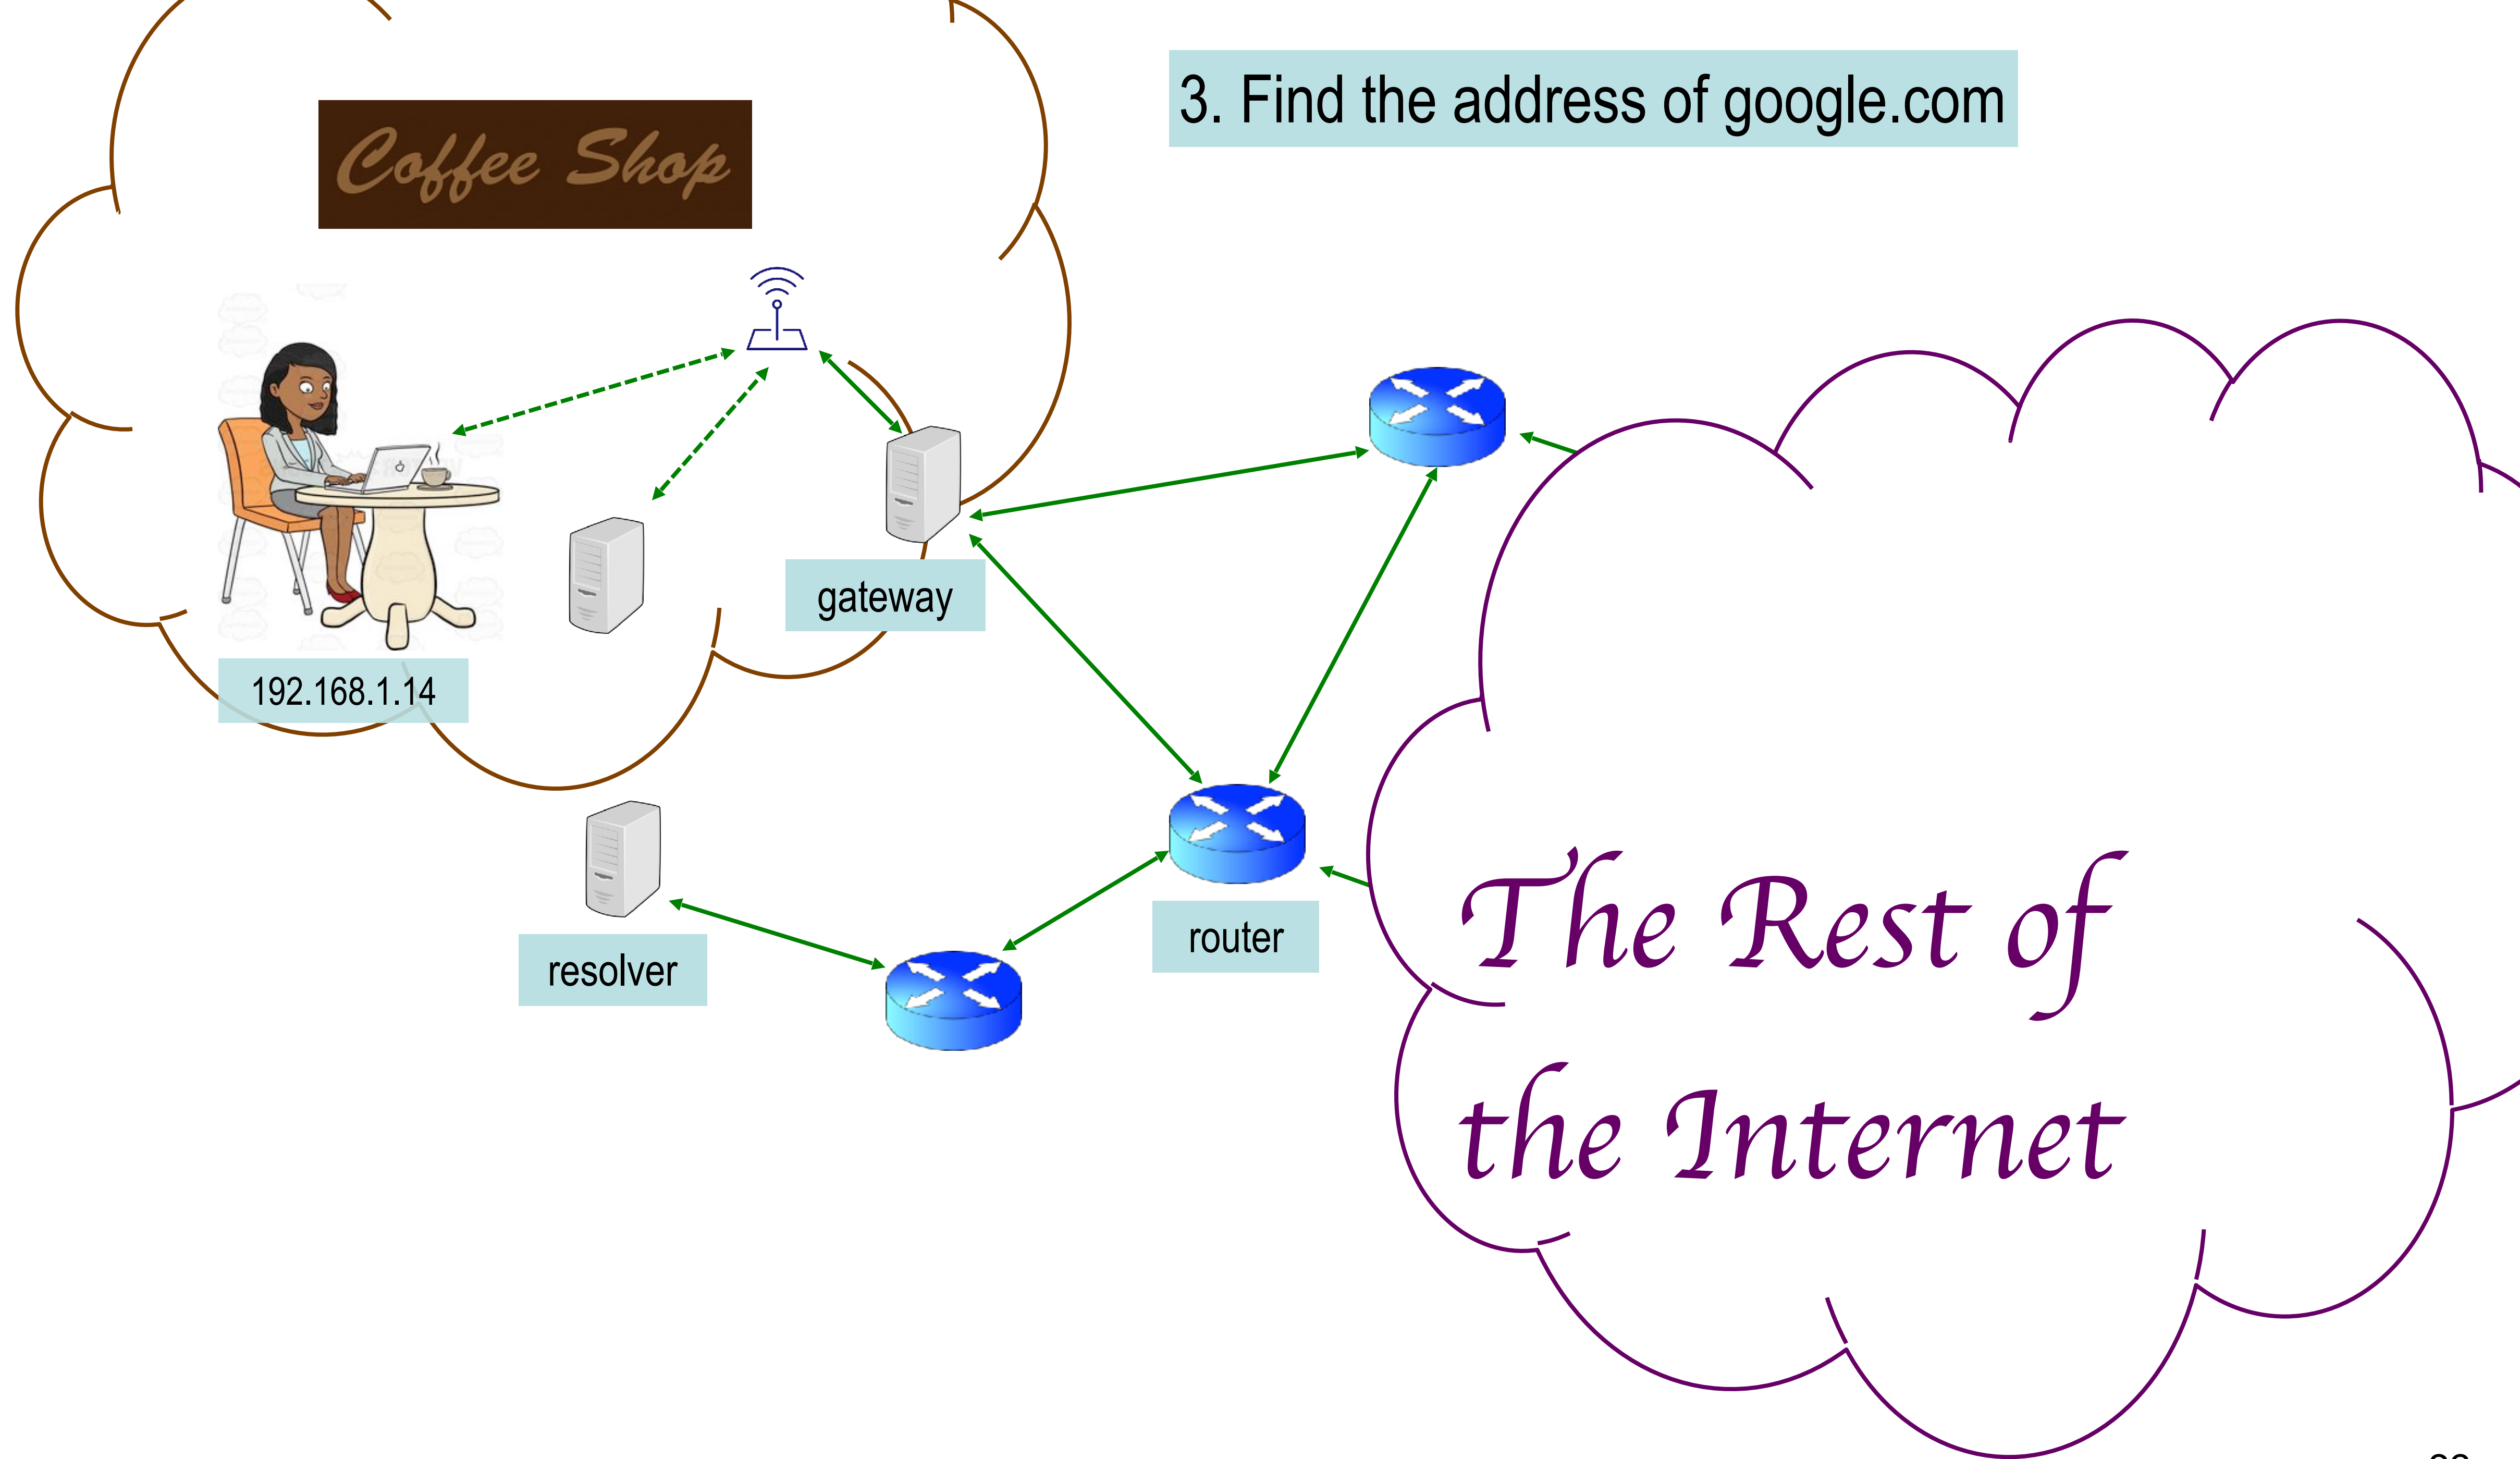 3. Find the address of google.com
Coffee Shop
gateway
192.168.1.14
router
resolver
The Rest of
the Internet